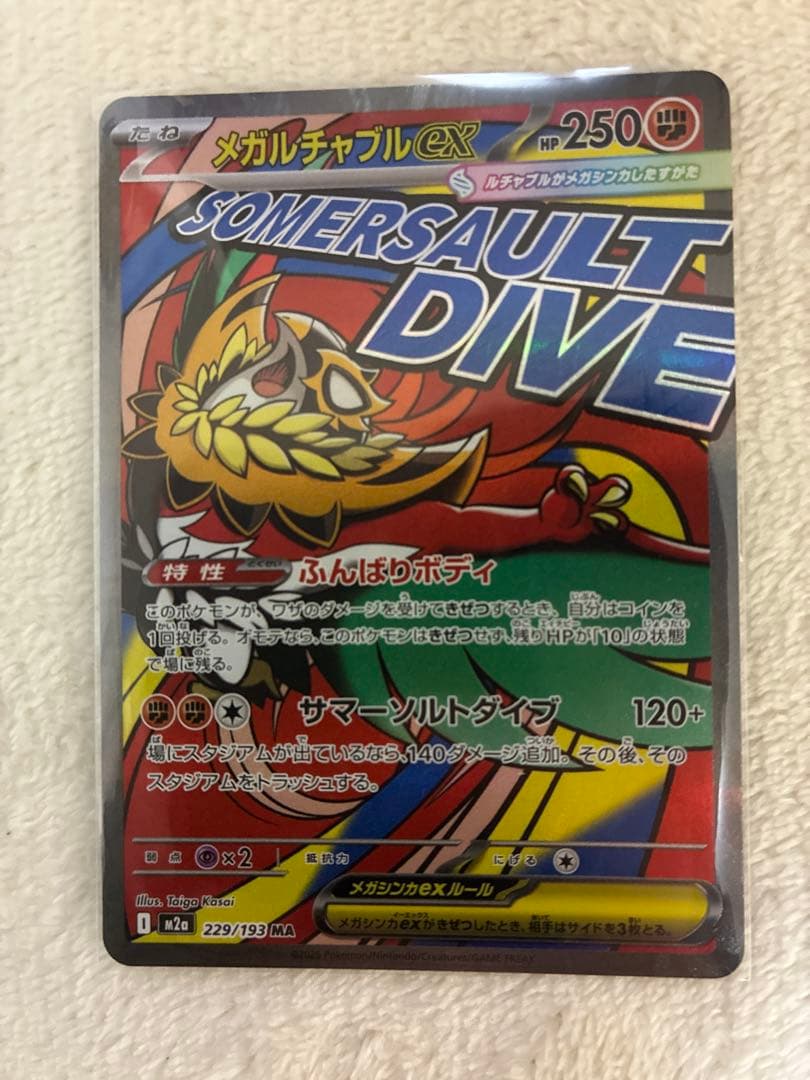 たね
メガルチャブルex
HP250
ルチャブルがメガシンカしたすがた
SOMERSAULT
DIVE
特性 ふんばりボディ
このポケモンが、ワザのダメージを受けてきぜつするとき、自分はコインを
1回投げる。オモテなら、このポケモンはきぜつせず、残りHPが「10」の状態
で場に残る。
サマーソルトダイブ 120+
場にスタジアムが出ているなら、140ダメージ追加。その後、その
スタジアムをトラッシュする。
弱点 ×2 抵抗力 にげる
Illus. Taiga Kasai
メガシンカexルール
メガシンカexがきぜつしたとき、相手はサイドを3枚とる。
I M2a 229/193 MA
©2025 Pokémon/Nintendo/Creatures/GAME FREAK